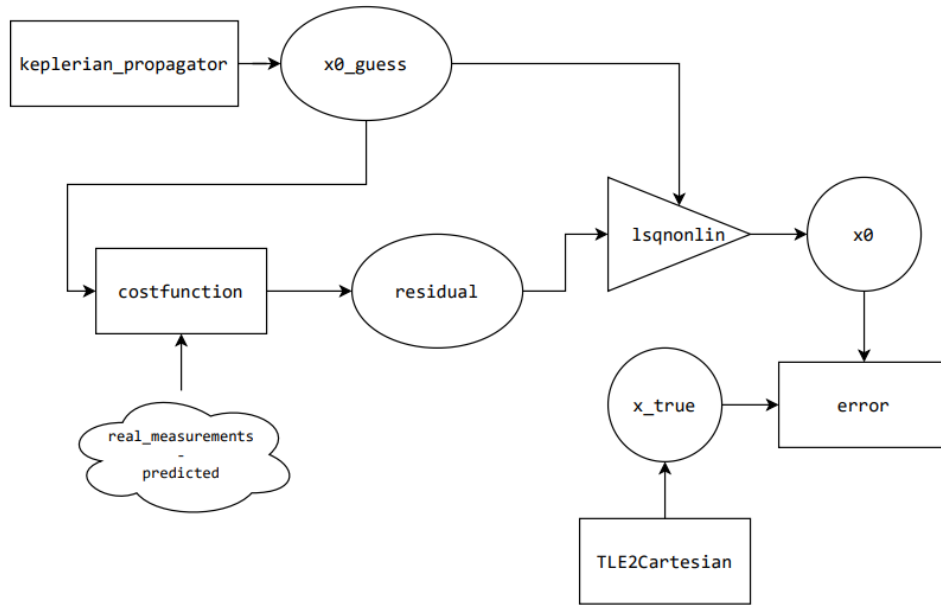 keplerian_propagator
x0_guess
lsqnonlin
x0
costfunction
residual
real_measurements
-
predicted
x_true
error
TLE2Cartesian